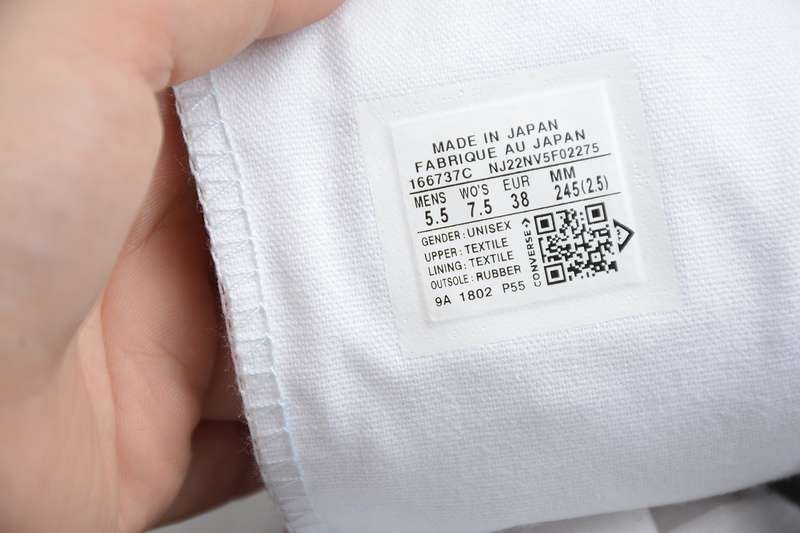 MADE IN JAPAN
FABRIQUE AU JAPAN
166737C NJ22NV5F02275
MENS WO'S EUR MM
5.5 7.5 38 245(2.5)
GENDER: UNISEX
UPPER: TEXTILE
LINING: TEXTILE
OUTSOLE: RUBBER
9A 1802 P55
CONVERSE